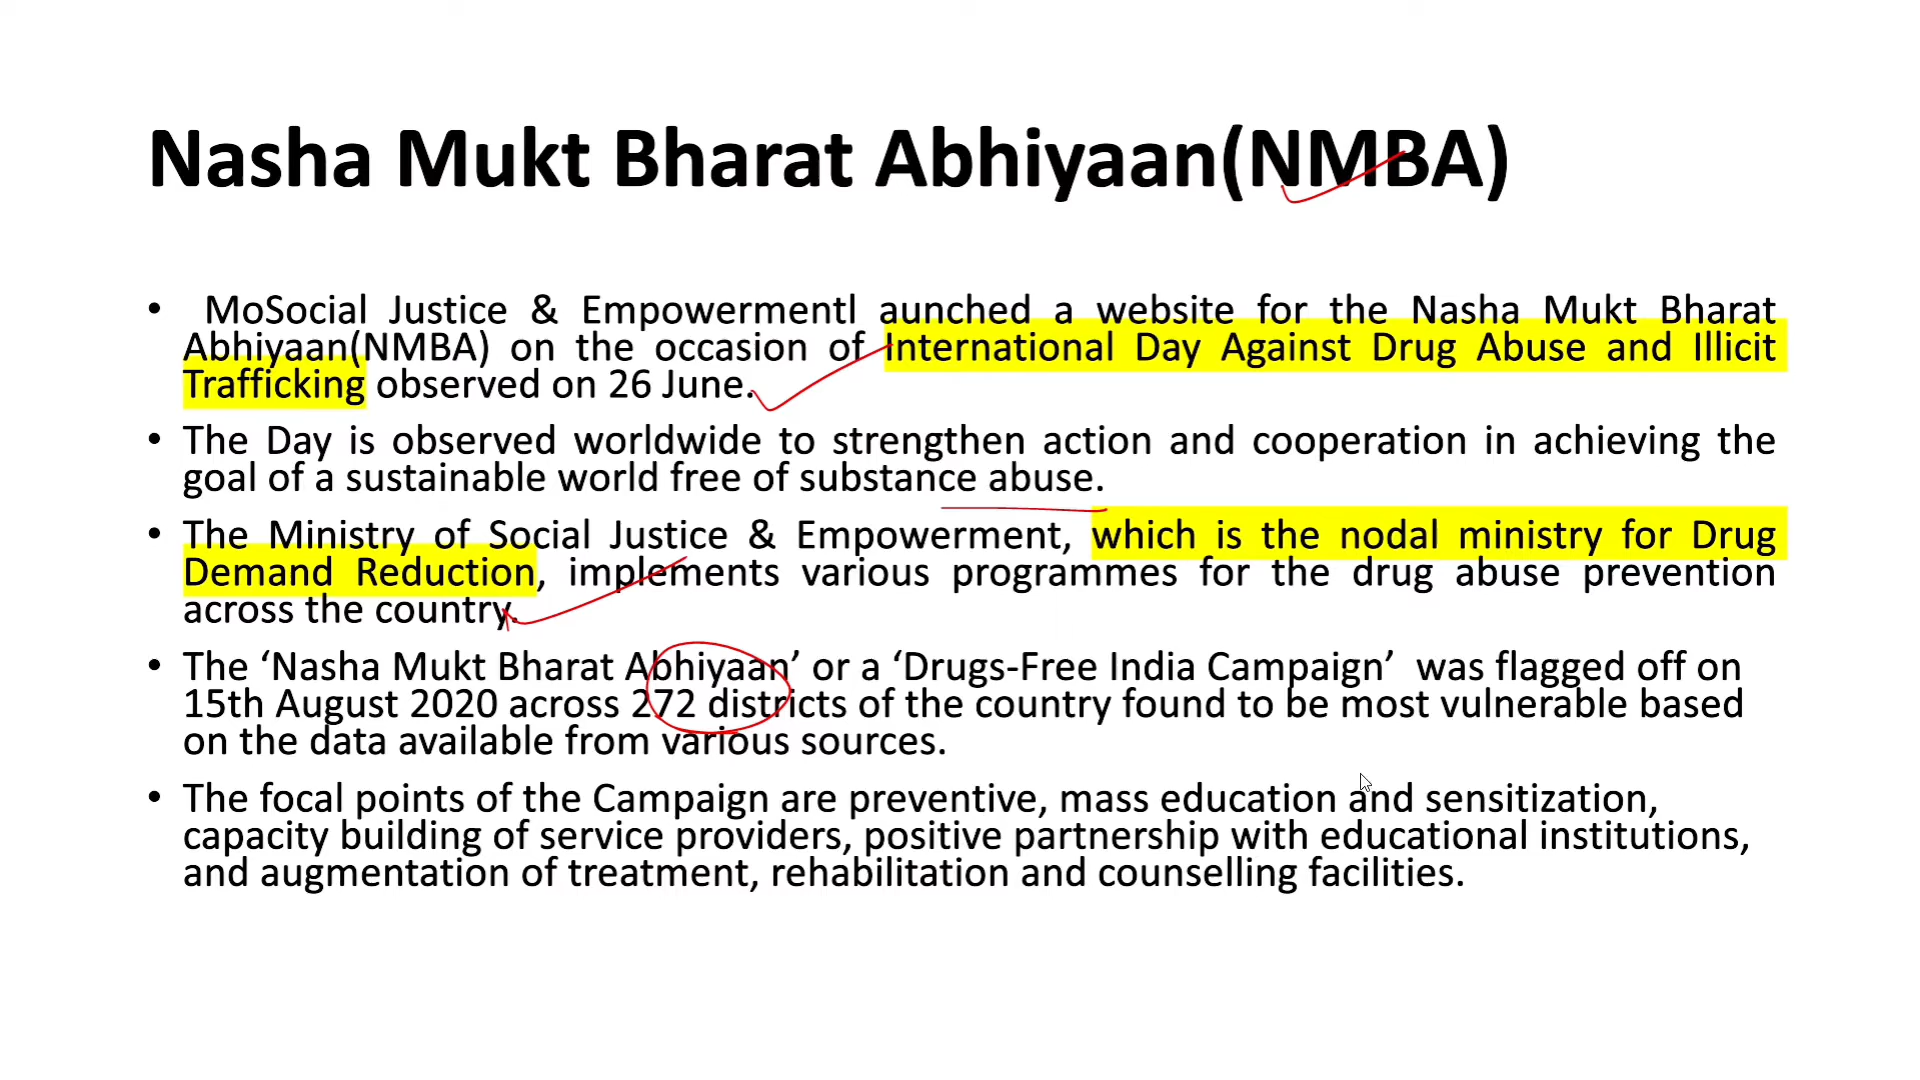 Nasha Mukt Bharat Abhiyaan(NMBA)
• MoSocial Justice & Empowermentl aunched a website for the Nasha Mukt Bharat
Abhiyaan(NMBA) on the occasion of International Day Against Drug Abuse and Illicit
Trafficking observed on 26 June.
• The Day is observed worldwide to strengthen action and cooperation in achieving the
goal of a sustainable world free of substance abuse.
• The Ministry of Social Justice & Empowerment, which is the nodal ministry for Drug
Demand Reduction, implements various programmes for the drug abuse prevention
across the country.
• The ‘Nasha Mukt Bharat Abhiyaan’ or a ‘Drugs-Free India Campaign’ was flagged off on
15th August 2020 across 272 districts of the country found to be most vulnerable based
on the data available from various sources.
• The focal points of the Campaign are preventive, mass education and sensitization,
capacity building of service providers, positive partnership with educational institutions,
and augmentation of treatment, rehabilitation and counselling facilities.